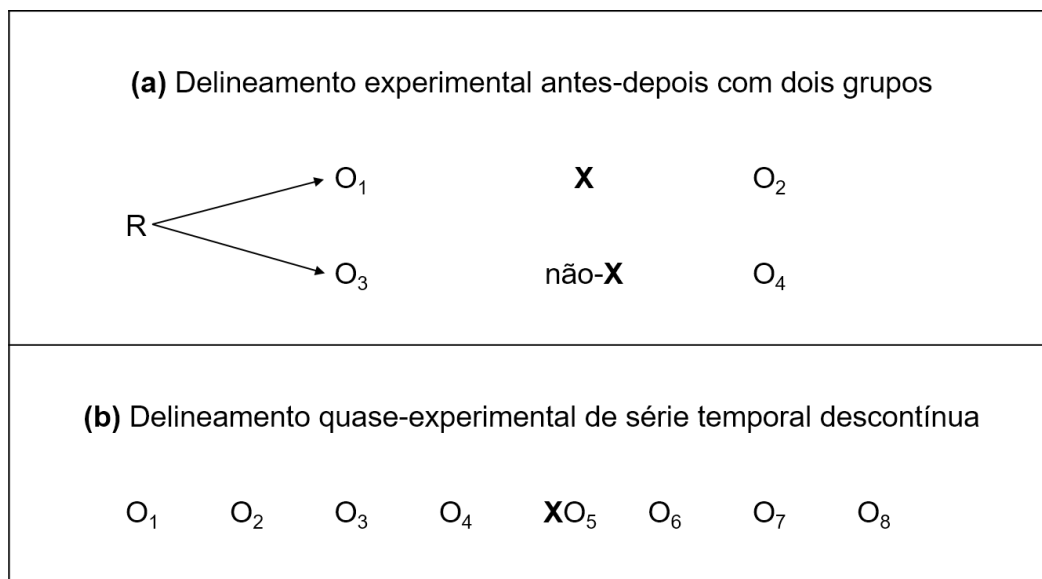 (a) Delineamento experimental antes-depois com dois grupos
O₁ X O₂
R
O₃ não-X O₄
(b) Delineamento quase-experimental de série temporal descontínua
O₁ O₂ O₃ O₄ XO₅ O₆ O₇ O₈